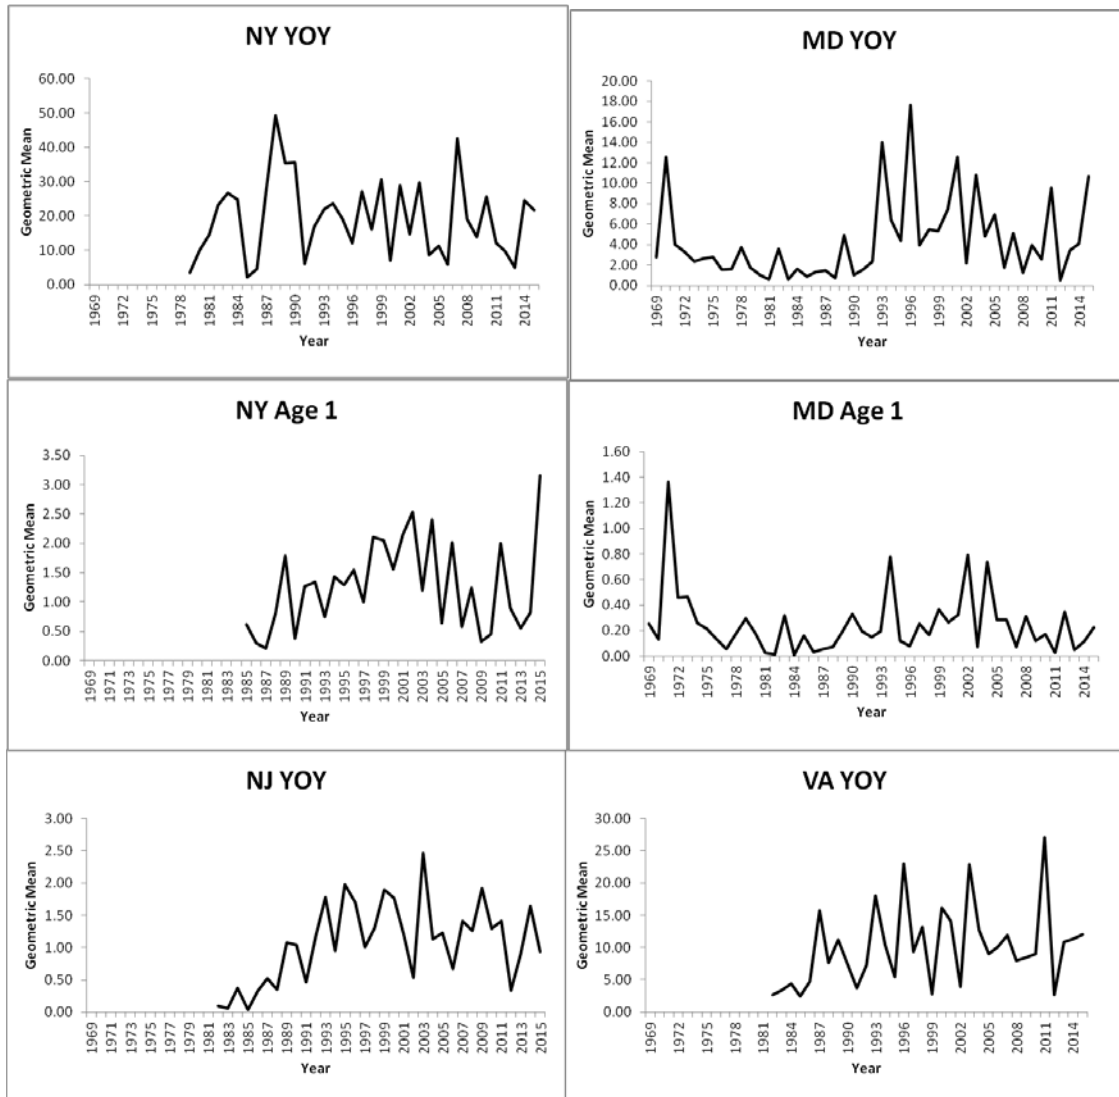 NY YOY
60.00
50.00
40.00
30.00
20.00
10.00
0.00
Geometric Mean
1969 1972 1975 1978 1981 1984 1987 1990 1993 1996 1999 2002 2005 2008 2011 2014
Year
MD YOY
20.00
18.00
16.00
14.00
12.00
10.00
8.00
6.00
4.00
2.00
0.00
Geometric Mean
1969 1972 1975 1978 1981 1984 1987 1990 1993 1996 1999 2002 2005 2008 2011 2014
Year
NY Age 1
3.50
3.00
2.50
2.00
1.50
1.00
0.50
0.00
Geometric Mean
1969 1971 1973 1975 1977 1979 1981 1983 1985 1987 1989 1991 1993 1995 1997 1999 2001 2003 2005 2007 2009 2011 2013 2015
Year
MD Age 1
1.60
1.40
1.20
1.00
0.80
0.60
0.40
0.20
0.00
Geometric Mean
1969 1972 1975 1978 1981 1984 1987 1990 1993 1996 1999 2002 2005 2008 2011 2014
Year
NJ YOY
3.00
2.50
2.00
1.50
1.00
0.50
0.00
Geometric Mean
1969 1971 1973 1975 1977 1979 1981 1983 1985 1987 1989 1991 1993 1995 1997 1999 2001 2003 2005 2007 2009 2011 2013 2015
Year
VA YOY
30.00
25.00
20.00
15.00
10.00
5.00
0.00
Geometric Mean
1969 1972 1975 1978 1981 1984 1987 1990 1993 1996 1999 2002 2005 2008 2011 2014
Year